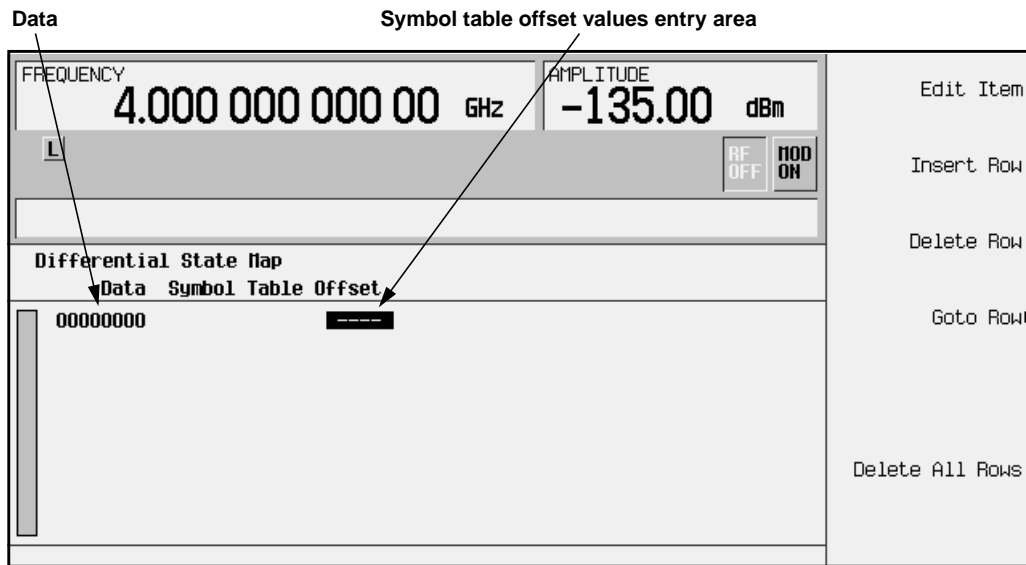 Data Symbol table offset values entry area
FREQUENCY AMPLITUDE
4.000 000 000 00 GHz -135.00 dBm
L RF OFF MOD ON
Differential State Map
Data Symbol Table Offset
00000000 ----
Edit Item
Insert Row
Delete Row
Goto Row
Delete All Rows